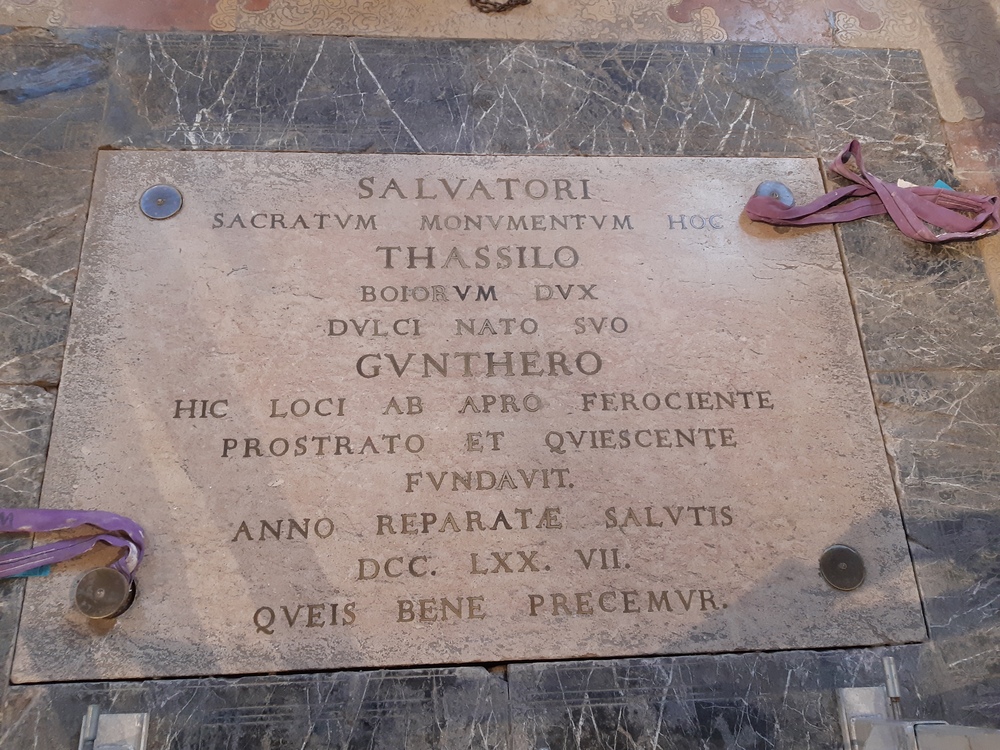 SALVATORI
SACRATVM MONVMENTVM HOC
THASSILO
BOIORVM DVX
DVLCI NATO SVO
GVNTHERO
HIC LOCI AB APRO FEROCIENTE
PROSTRATO ET QVIESCENTE
FVNDAVIT.
ANNO REPARATÆ SALVTIS
DCC. LXX. VII.
QVEIS BENE PRECEMVR.